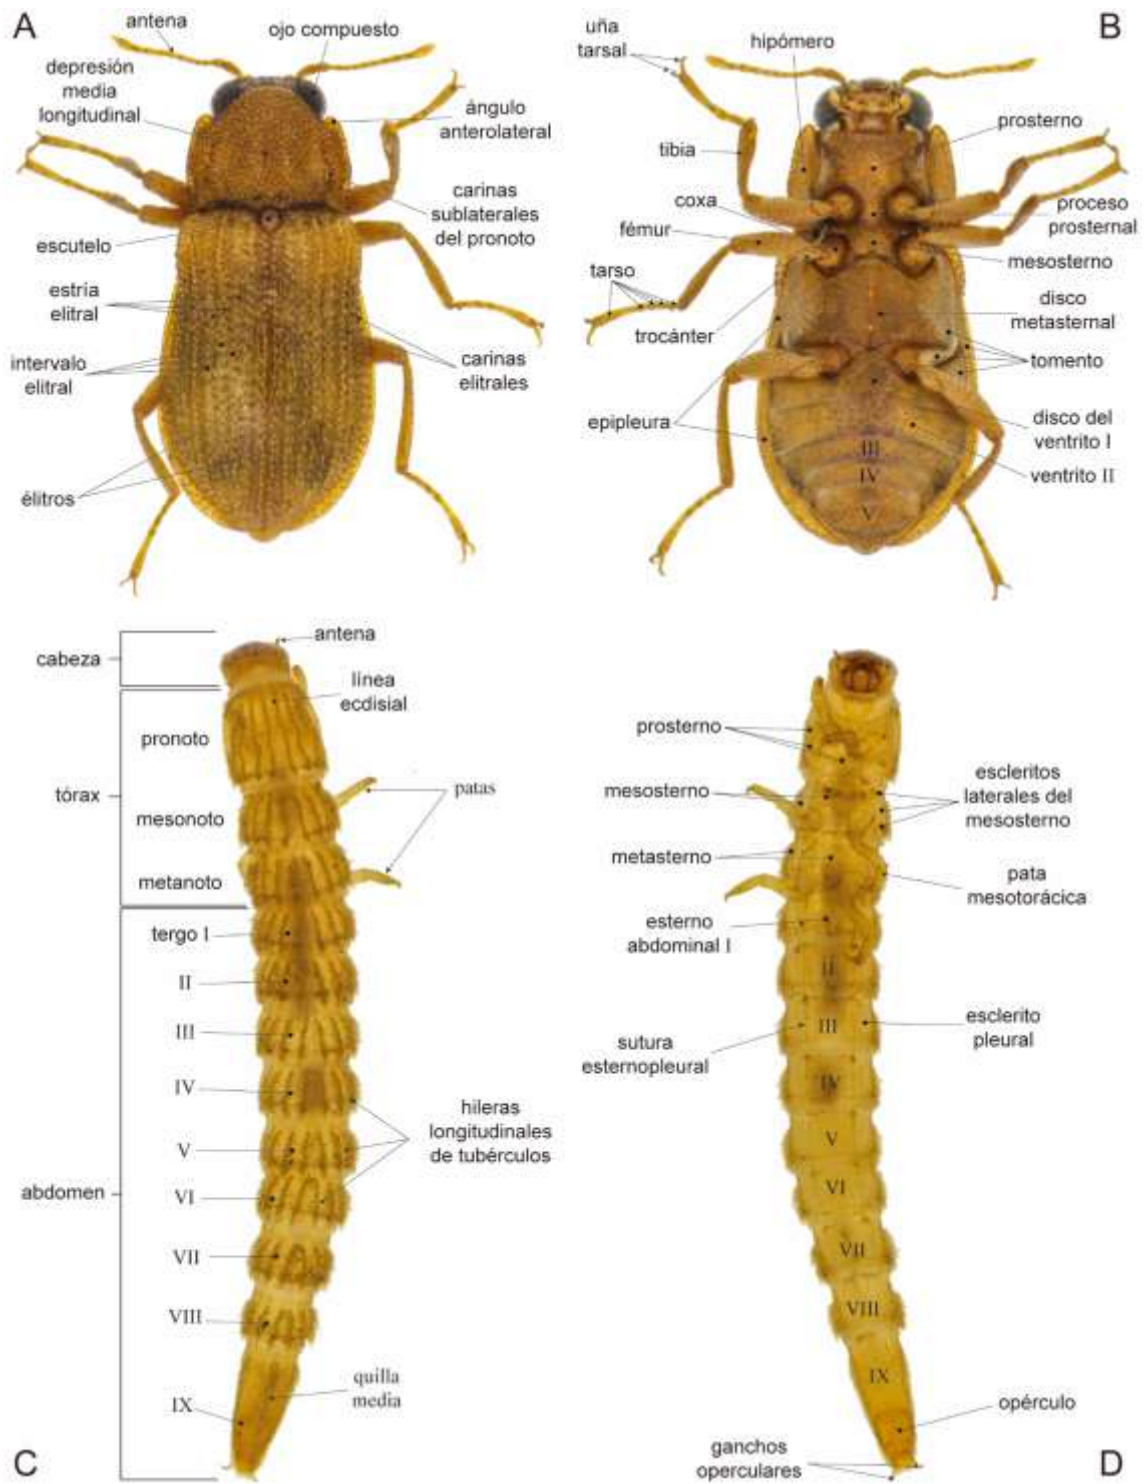 A
antena
ojo compuesto
depresión
media
longitudinal
ángulo
anterolateral
carinas
sublaterales
del pronoto
escutelo
estría
elitral
intervalo
elitral
carinas
elitrales
élitros
B
uña
tarsal
hipómero
prosterno
tibia
coxa
proceso
prosternal
fémur
mesosterno
tarso
disco
metasternal
trocánter
tomento
epipleura
disco del
ventrito I
III
IV
ventrito II
V
C
antena
cabeza
línea
ecdisial
pronoto
tórax
patas
mesonoto
metanoto
tergo I
II
III
IV
hileras
longitudinales
de tubérculos
V
abdomen
VI
VII
VIII
quilla
media
IX
D
prosterno
mesosterno
escleritos
laterales del
mesosterno
metasterno
pata
mesotorácica
esterno
abdominal I
II
III
esclerito
pleural
sutura
esternopleural
IV
V
VI
VII
VIII
IX
opérculo
ganchos
operculares